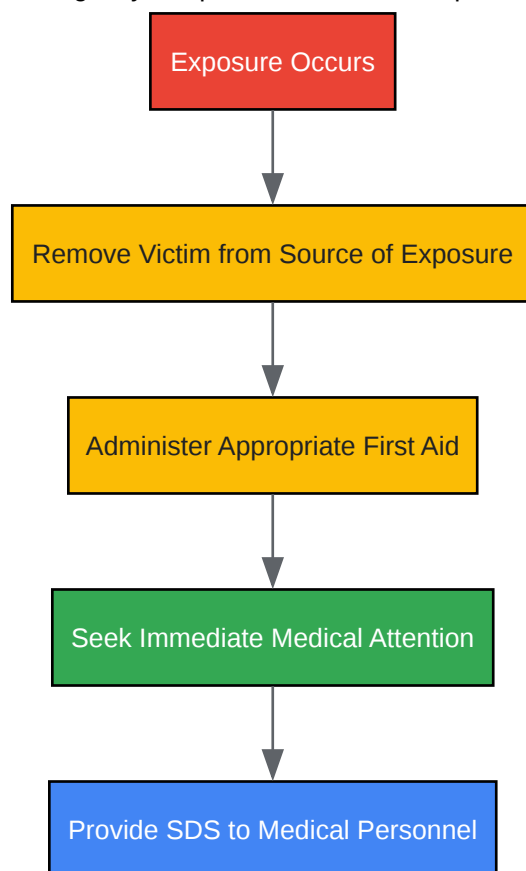 Exposure Occurs
Remove Victim from Source of Exposure
Administer Appropriate First Aid
Seek Immediate Medical Attention
Provide SDS to Medical Personnel